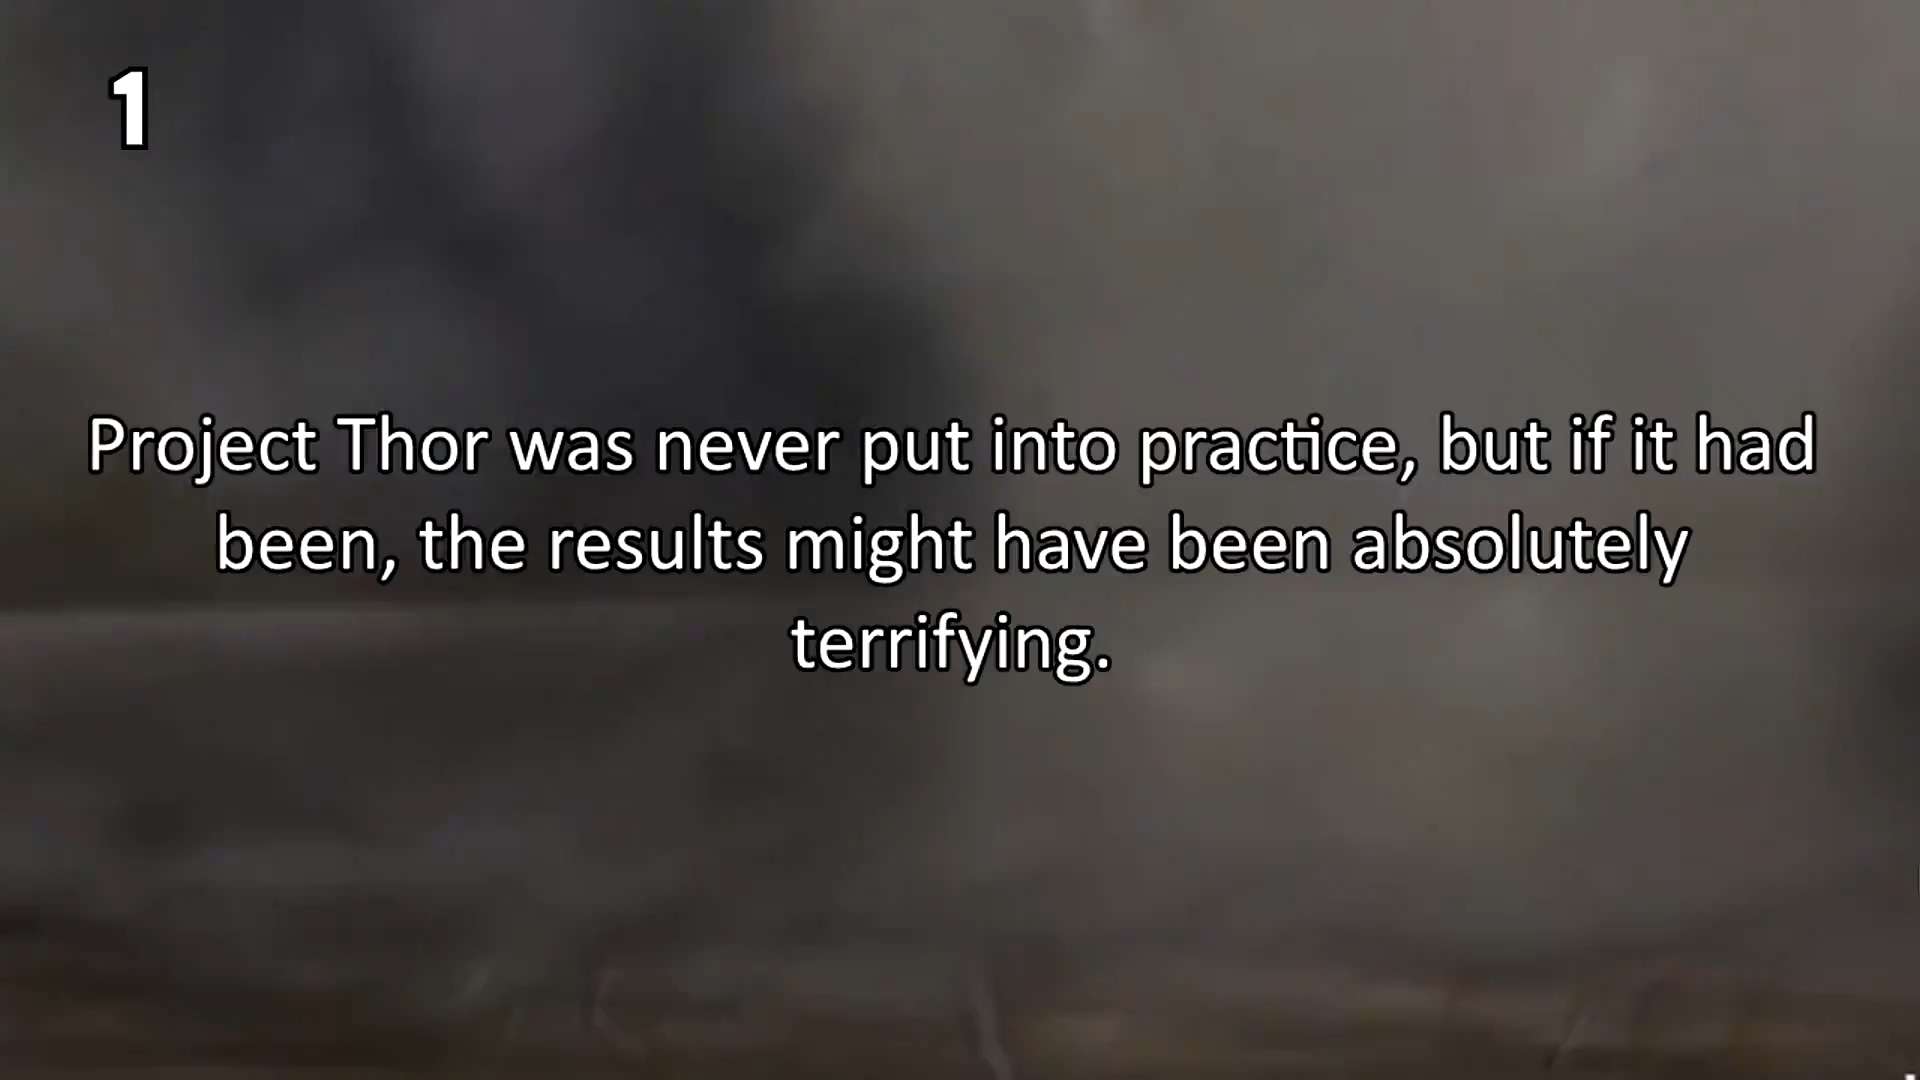 1
Project Thor was never put into practice, but if it had
been, the results might have been absolutely
terrifying.